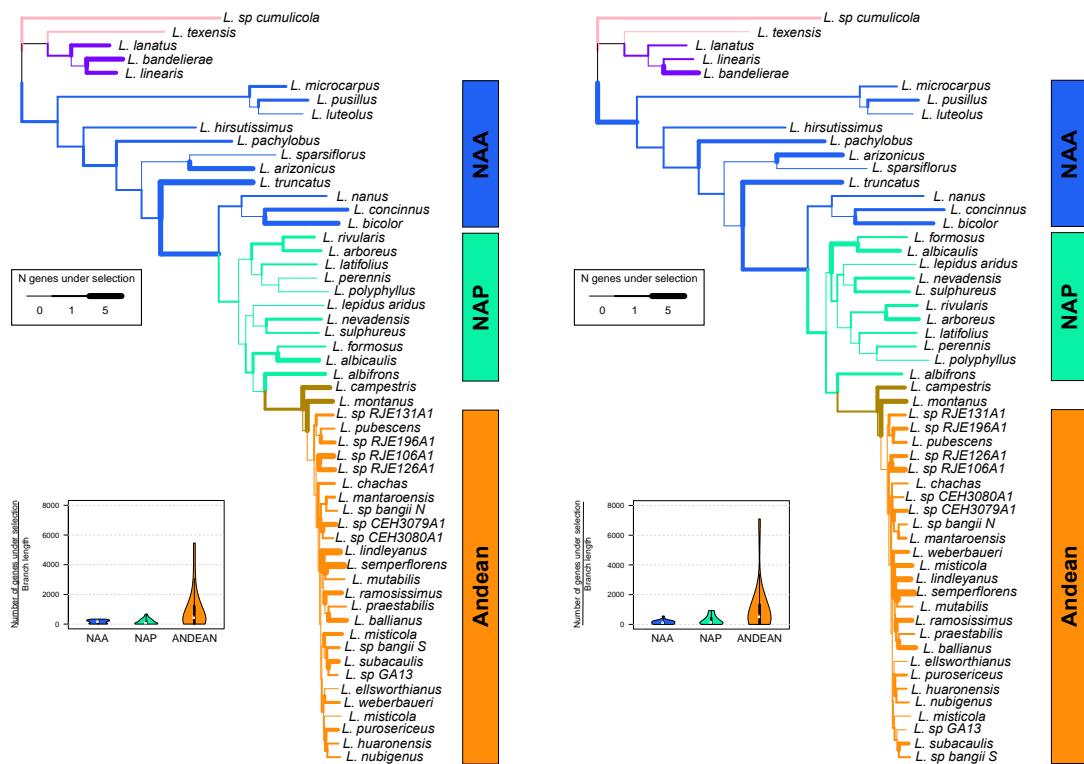 L. sp cumulicola
L. texensis
L. lanatus
L. bandelierae
L. linearis
L. microcarpus
L. pusillus
L. luteolus
L. hirsutissimus
L. pachylobus
L. sparsiflorus
L. arizonicus
L. truncatus
L. nanus
L. concinnus
L. bicolor
NAA
L. rivularis
L. arboreus
L. latifolius
L. perennis
L. polyphyllus
L. lepidus aridus
L. nevadensis
L. sulphureus
L. formosus
L. albicaulis
L. albifrons
NAP
N genes under selection
0 1 5
L. campestris
L. montanus
L. sp RJE131A1
L. pubescens
L. sp RJE196A1
L. sp RJE106A1
L. sp RJE126A1
L. chachas
L. mantaroensis
L. sp bangii N
L. sp CEH3079A1
L. sp CEH3080A1
L. lindleyanus
L. semperflorens
L. mutabilis
L. ramosissimus
L. praestabilis
L. ballianus
L. misticola
L. sp bangii S
L. subacaulis
L. sp GA13
L. ellsworthianus
L. weberbaueri
L. misticola
L. purosericeus
L. huaronensis
L. nubigenus
Andean
Number of genes under selection
Branch length
8000
6000
4000
2000
0
NAA NAP ANDEAN
L. sp cumulicola
L. texensis
L. lanatus
L. linearis
L. bandelierae
L. microcarpus
L. pusillus
L. luteolus
L. hirsutissimus
L. pachylobus
L. arizonicus
L. sparsiflorus
L. truncatus
L. nanus
L. concinnus
L. bicolor
NAA
L. formosus
L. albicaulis
L. lepidus aridus
L. nevadensis
L. sulphureus
L. rivularis
L. arboreus
L. latifolius
L. perennis
L. polyphyllus
L. albifrons
NAP
N genes under selection
0 1 5
L. campestris
L. montanus
L. sp RJE131A1
L. sp RJE196A1
L. pubescens
L. sp RJE126A1
L. sp RJE106A1
L. chachas
L. sp CEH3080A1
L. sp CEH3079A1
L. sp bangii N
L. mantaroensis
L. weberbaueri
L. misticola
L. lindleyanus
L. semperflorens
L. mutabilis
L. ramosissimus
L. praestabilis
L. ballianus
L. ellsworthianus
L. purosericeus
L. huaronensis
L. nubigenus
L. misticola
L. sp GA13
L. subacaulis
L. sp bangii S
Andean
Number of genes under selection
Branch length
8000
6000
4000
2000
0
NAA NAP ANDEAN